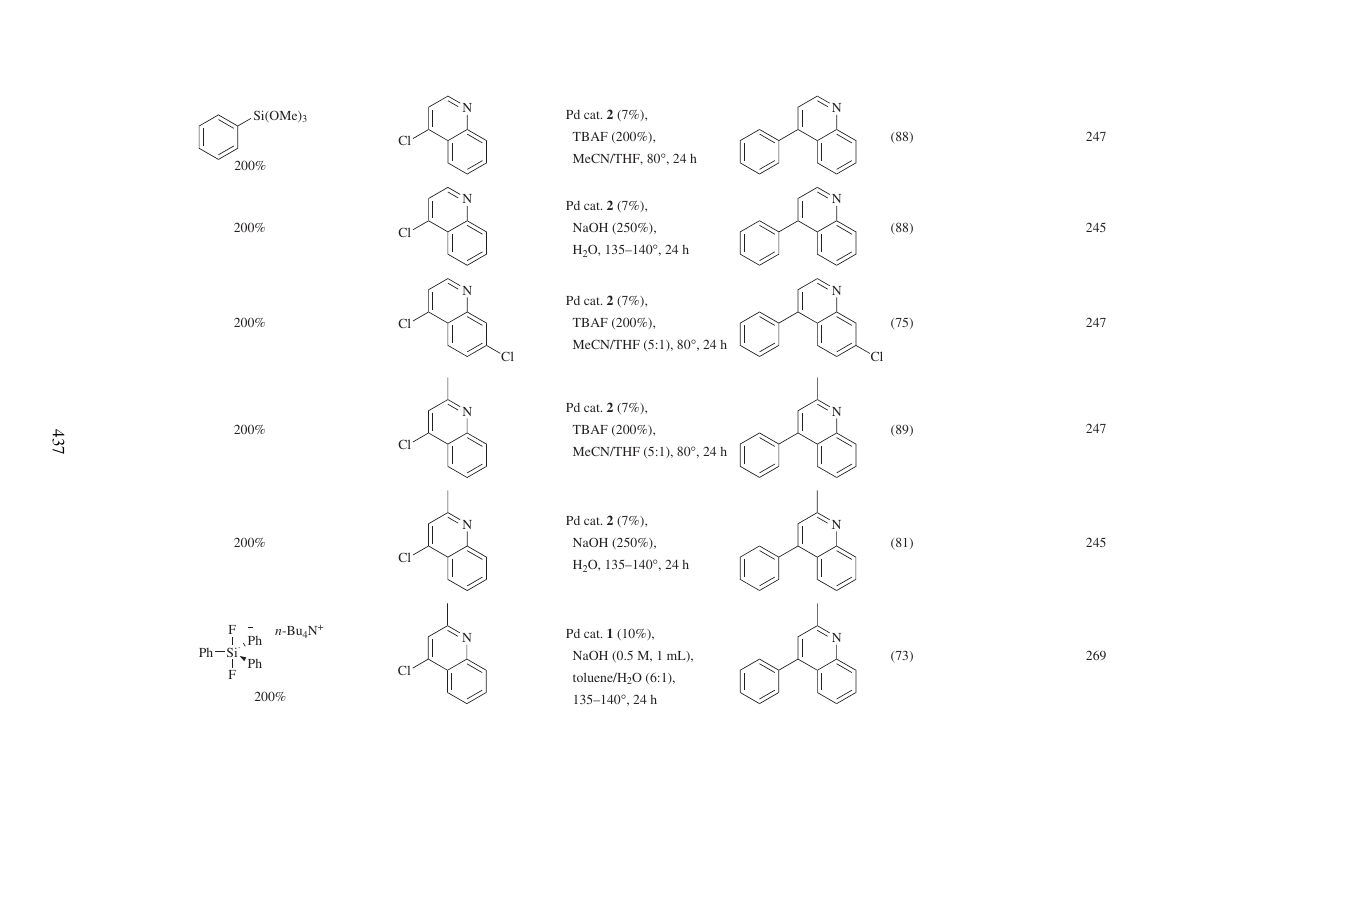 Si(OMe)3
200%
N
Cl
Pd cat. 2 (7%),
TBAF (200%),
MeCN/THF, 80°, 24 h
N
(88)
247
200%
N
Cl
Pd cat. 2 (7%),
NaOH (250%),
H2O, 135–140°, 24 h
N
(88)
245
200%
N
Cl
Cl
Pd cat. 2 (7%),
TBAF (200%),
MeCN/THF (5:1), 80°, 24 h
N
Cl
(75)
247
200%
N
Cl
Pd cat. 2 (7%),
TBAF (200%),
MeCN/THF (5:1), 80°, 24 h
N
(89)
247
437
200%
N
Cl
Pd cat. 2 (7%),
NaOH (250%),
H2O, 135–140°, 24 h
N
(81)
245
F – n-Bu4N+
Ph
Ph Si
Ph
F
200%
N
Cl
Pd cat. 1 (10%),
NaOH (0.5 M, 1 mL),
toluene/H2O (6:1),
135–140°, 24 h
N
(73)
269